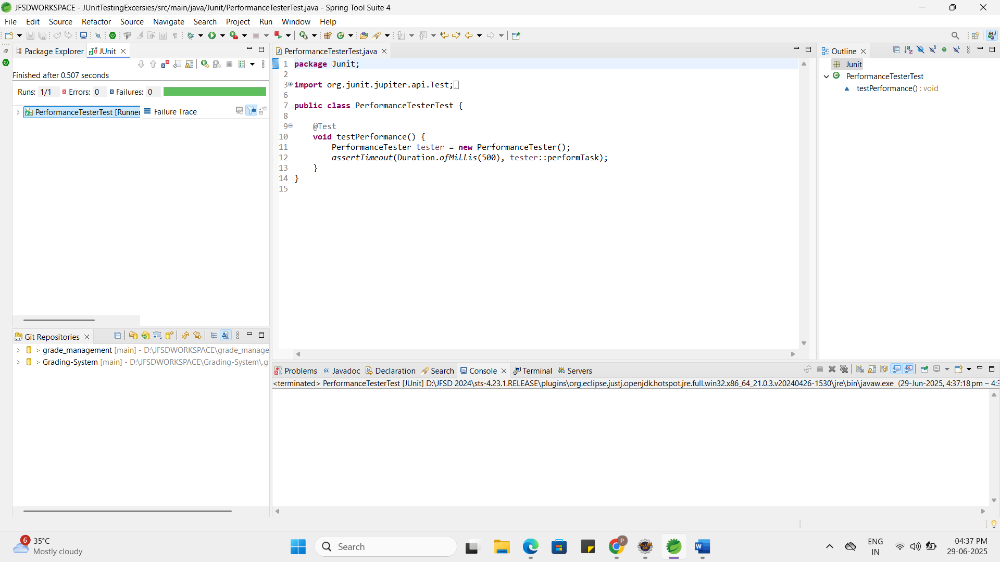 JFSDWORKSPACE - JUnitTestingExcersies/src/main/java/Junit/PerformanceTesterTest.java - Spring Tool Suite 4
File Edit Source Refactor Source Navigate Search Project Run Window Help
Package Explorer
JUnit
Finished after 0.507 seconds
Runs: 1/1 Errors: 0 Failures: 0
PerformanceTesterTest [Runner
Failure Trace
PerformanceTesterTest.java
1 package Junit;
2
3 import org.junit.jupiter.api.Test;
6
7 public class PerformanceTesterTest {
8
9 @Test
10 void testPerformance() {
11 PerformanceTester tester = new PerformanceTester();
12 assertTimeout(Duration.ofMillis(500), tester::performTask);
13 }
14 }
15
Outline
Junit
PerformanceTesterTest
testPerformance() : void
Git Repositories
> grade_management [main] - D:\JFSDWORKSPACE\grade_manage
> Grading-System [main] - D:\JFSDWORKSPACE\Grading-System\.gi
Problems @ Javadoc Declaration Search Console Terminal Servers
<terminated> PerformanceTesterTest [JUnit] D:\JFSD 2024\sts-4.23.1.RELEASE\plugins\org.eclipse.justj.openjdk.hotspot.jre.full.win32.x86_64_21.0.3.v20240426-1530\jre\bin\javaw.exe (29-Jun-2025, 4:37:18 pm – 4:3
6
35°C
Mostly cloudy
Search
P
ENG
IN
04:37 PM
29-06-2025